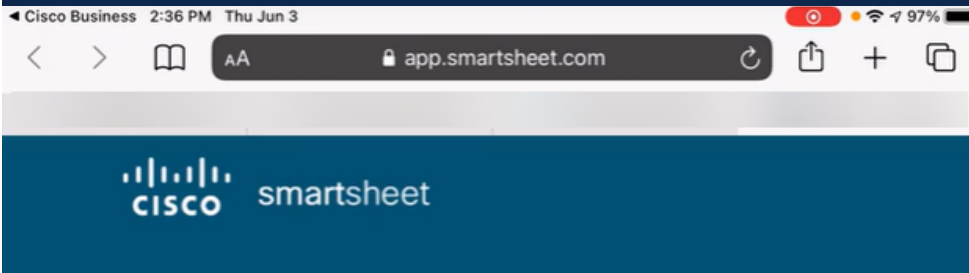 ◀ Cisco Business 2:36 PM Thu Jun 3 97%
AA app.smartsheet.com
CISCO smartsheet